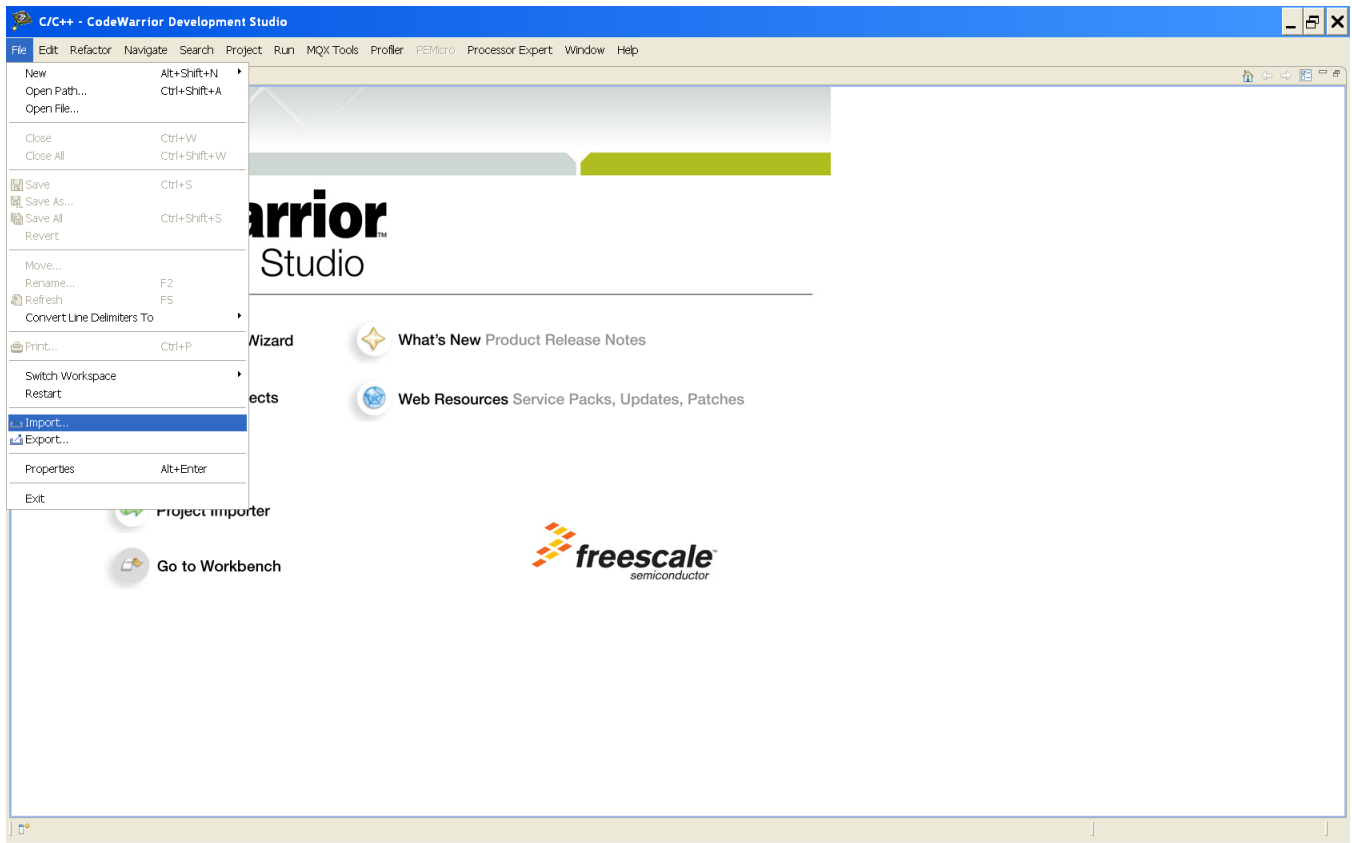 C/C++ - CodeWarrior Development Studio
File Edit Refactor Navigate Search Project Run MQX Tools Profiler PEMicro Processor Expert Window Help
New Alt+Shift+N
Open Path... Ctrl+Shift+A
Open File...
Close Ctrl+W
Close All Ctrl+Shift+W
Save Ctrl+S
Save As...
Save All Ctrl+Shift+S
Revert
Move...
Rename... F2
Refresh F5
Convert Line Delimiters To
Print... Ctrl+P
Switch Workspace
Restart
Import...
Export...
Properties Alt+Enter
Exit
arrior™
Studio
Wizard
What's New Product Release Notes
ects
Web Resources Service Packs, Updates, Patches
Project Importer
Go to Workbench
freescale™
semiconductor